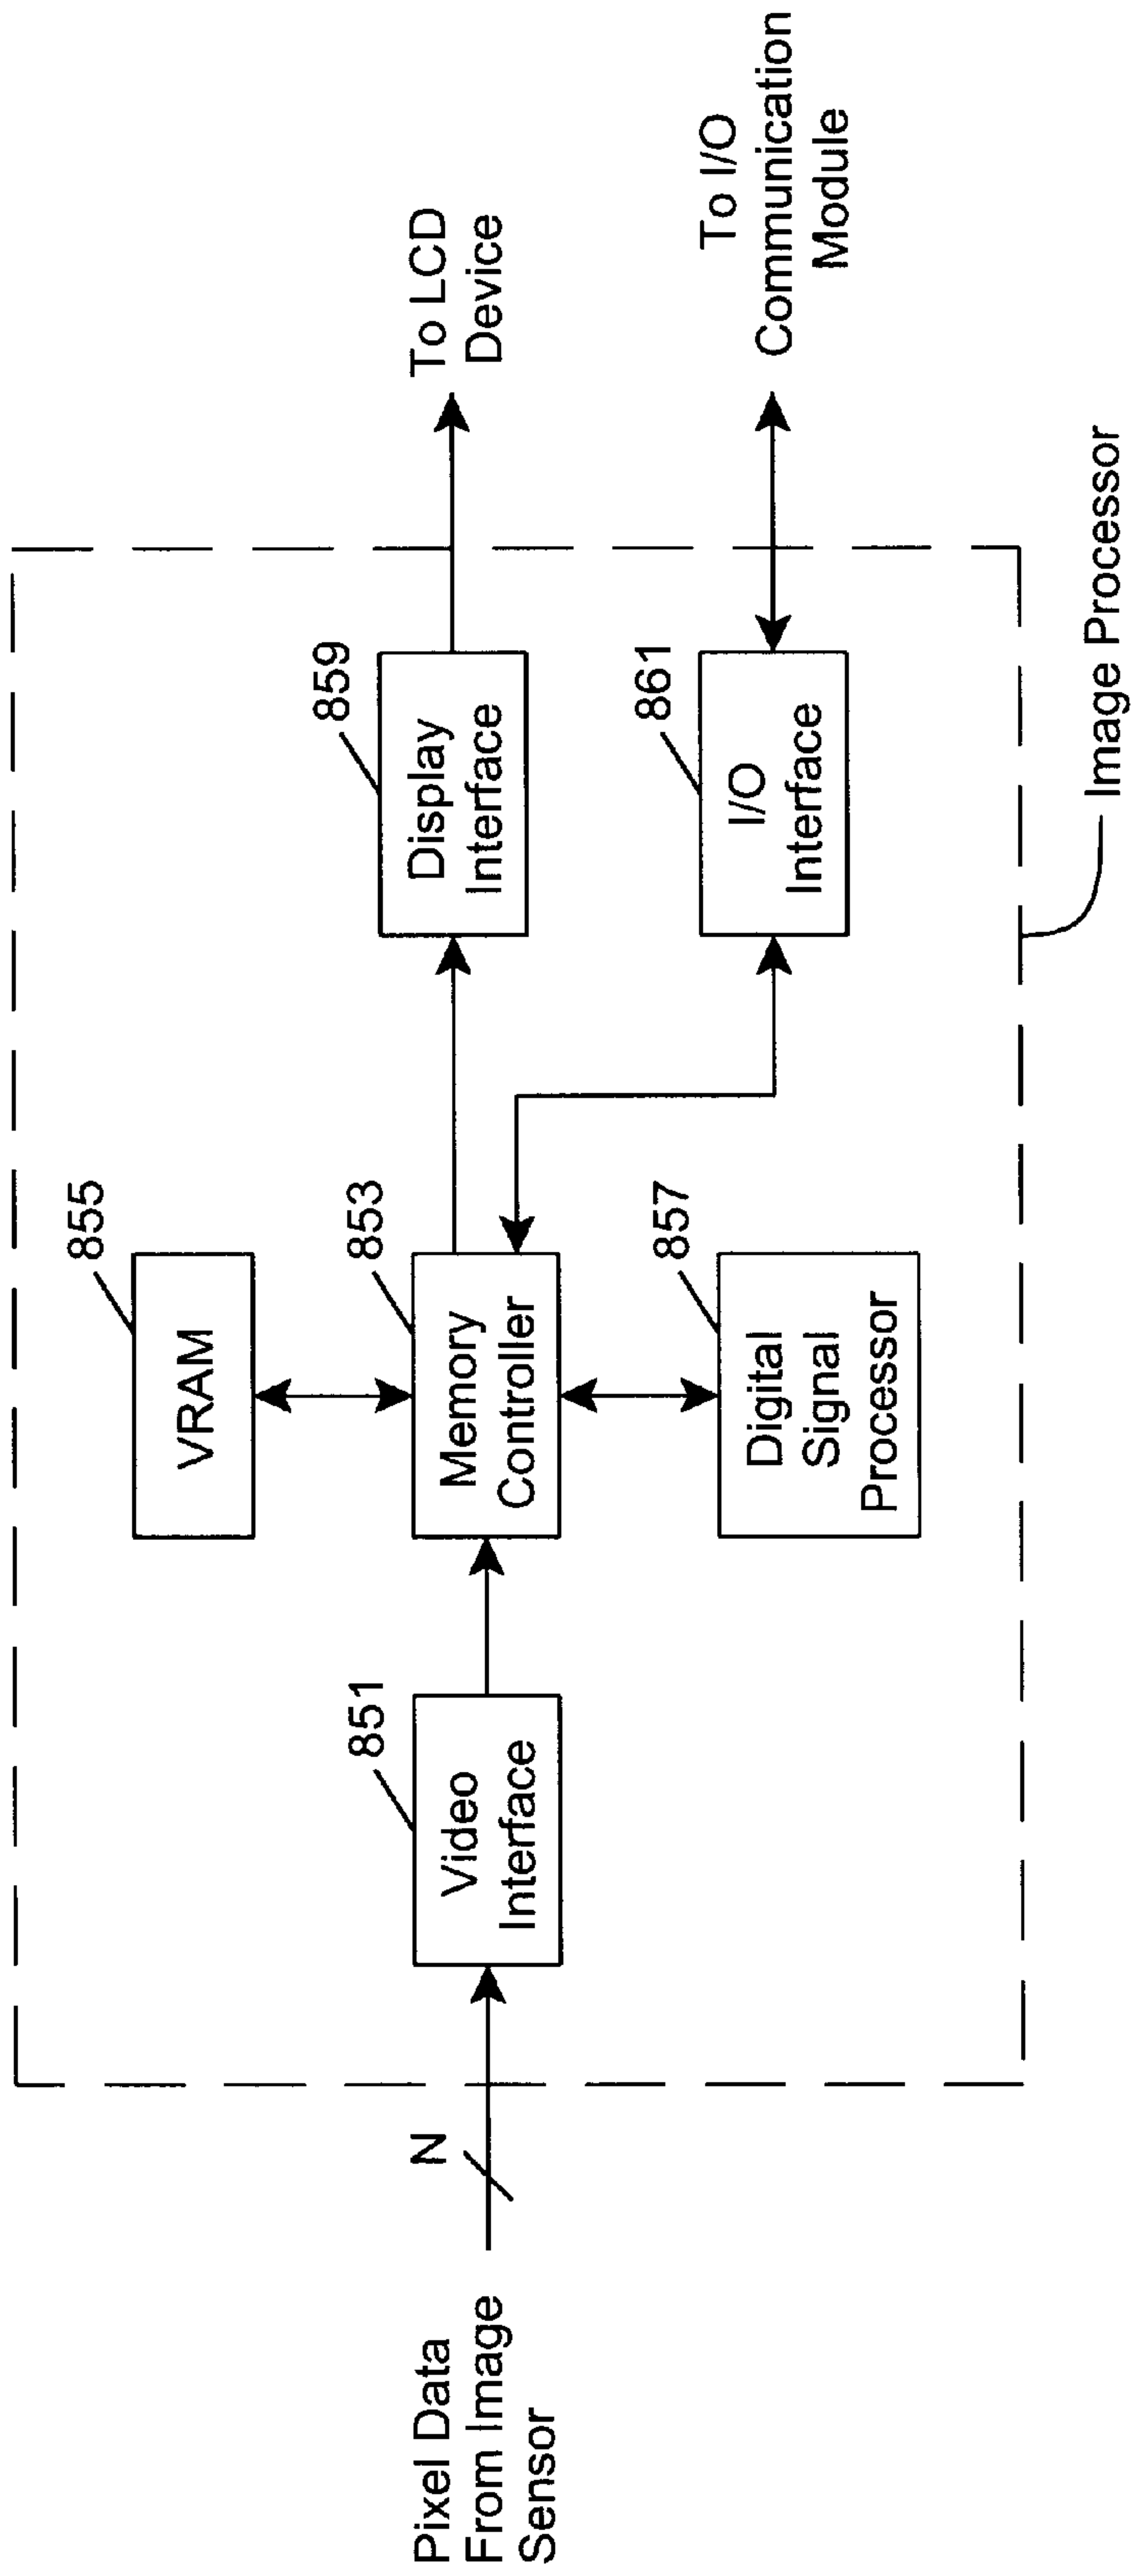 Pixel Data
From Image
Sensor
N
851
Video
Interface
855
VRAM
853
Memory
Controller
857
Digital
Signal
Processor
859
Display
Interface
861
I/O
Interface
To LCD
Device
To I/O
Communication
Module
Image Processor